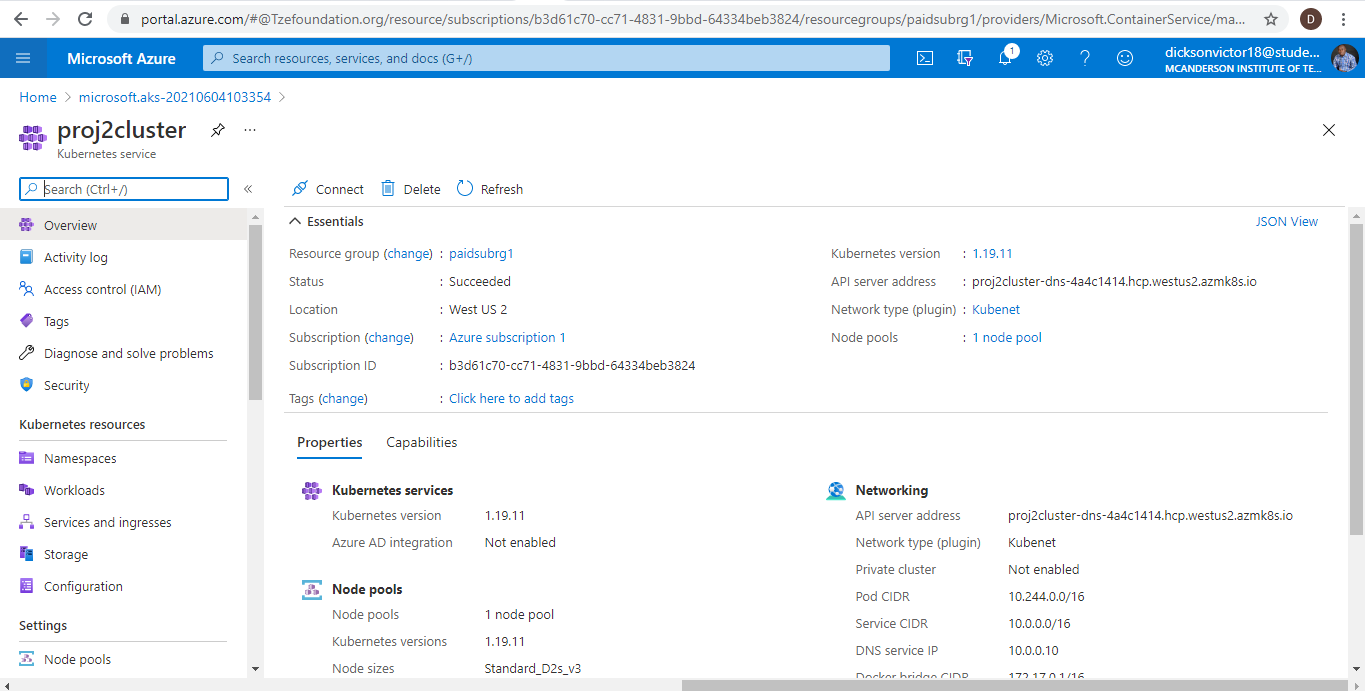 portal.azure.com/#@Tzefoundation.org/resource/subscriptions/b3d61c70-cc71-4831-9bbd-64334beb3824/resourcegroups/paidsubrg1/providers/Microsoft.ContainerService/ma...
D
Microsoft Azure
Search resources, services, and docs (G+/)
1
dicksonvictor18@stude...
MCANDERSON INSTITUTE OF TE...
Home > microsoft.aks-20210604103354 >
proj2cluster ...
Kubernetes service
Search (Ctrl+/)
«
Overview
Activity log
Access control (IAM)
Tags
Diagnose and solve problems
Security
Kubernetes resources
Namespaces
Workloads
Services and ingresses
Storage
Configuration
Settings
Node pools
Connect Delete Refresh
Essentials
JSON View
Resource group (change) : paidsubrg1
Status : Succeeded
Location : West US 2
Subscription (change) : Azure subscription 1
Subscription ID : b3d61c70-cc71-4831-9bbd-64334beb3824
Tags (change) : Click here to add tags
Kubernetes version : 1.19.11
API server address : proj2cluster-dns-4a4c1414.hcp.westus2.azmk8s.io
Network type (plugin) : Kubenet
Node pools : 1 node pool
Properties Capabilities
Kubernetes services
Kubernetes version 1.19.11
Azure AD integration Not enabled
Node pools
Node pools 1 node pool
Kubernetes versions 1.19.11
Node sizes Standard_D2s_v3
Networking
API server address proj2cluster-dns-4a4c1414.hcp.westus2.azmk8s.io
Network type (plugin) Kubenet
Private cluster Not enabled
Pod CIDR 10.244.0.0/16
Service CIDR 10.0.0.0/16
DNS service IP 10.0.0.10
Docker bridge CIDR 172.17.0.1/16